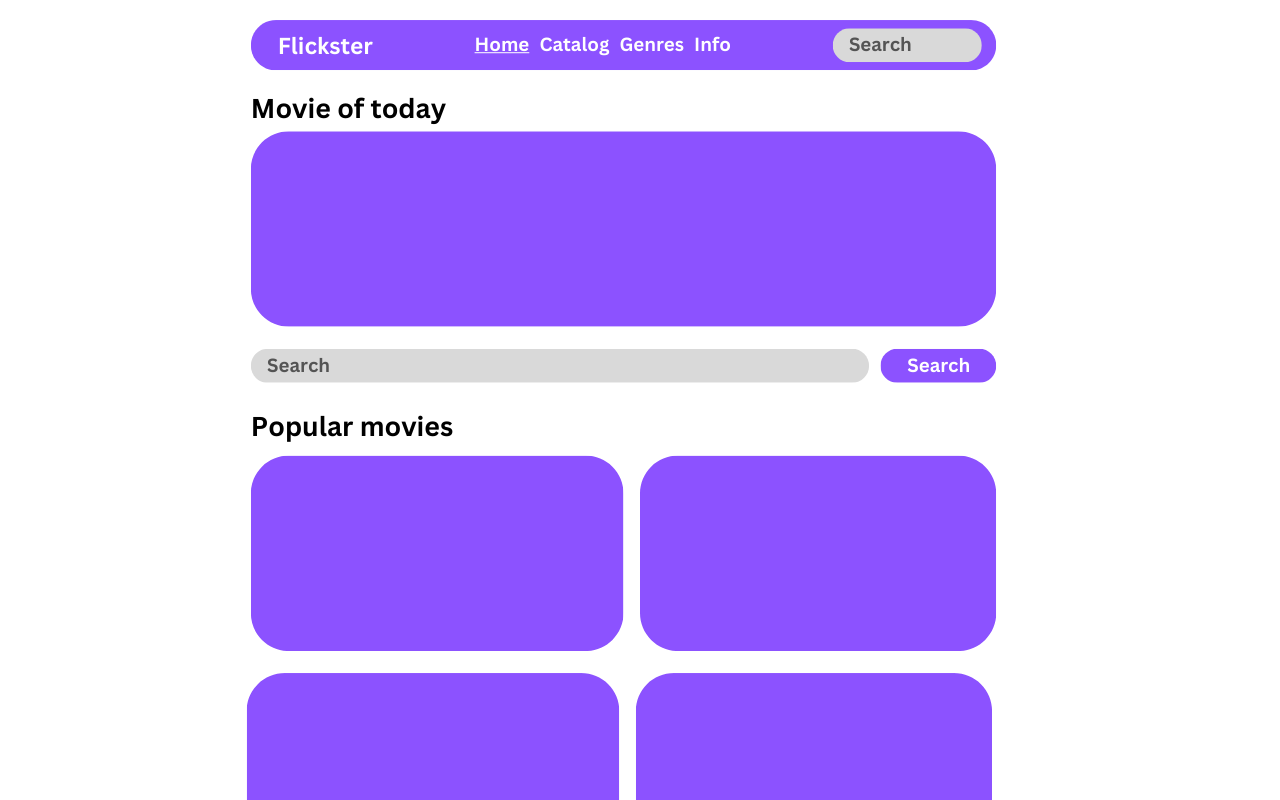 Flickster Home Catalog Genres Info Search
Movie of today
Search Search
Popular movies